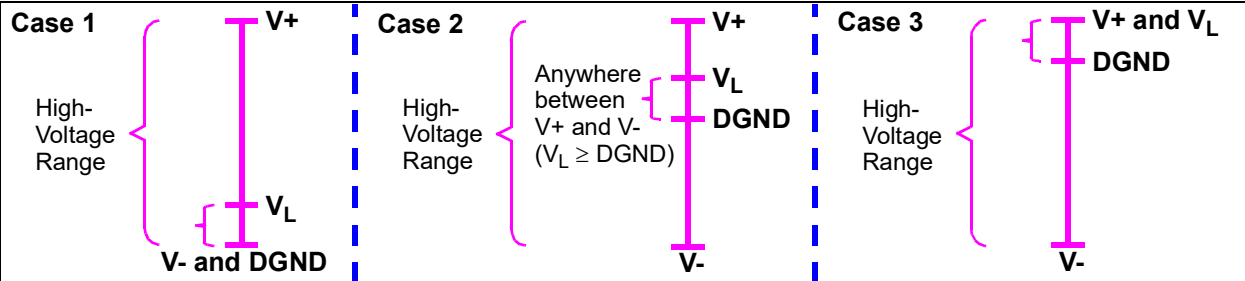 Case 1
V+
High-
Voltage
Range
VL
V- and DGND
Case 2
V+
Anywhere
between
V+ and V-
(VL ≥ DGND)
High-
Voltage
Range
VL
DGND
V-
Case 3
V+ and VL
DGND
High-
Voltage
Range
V-